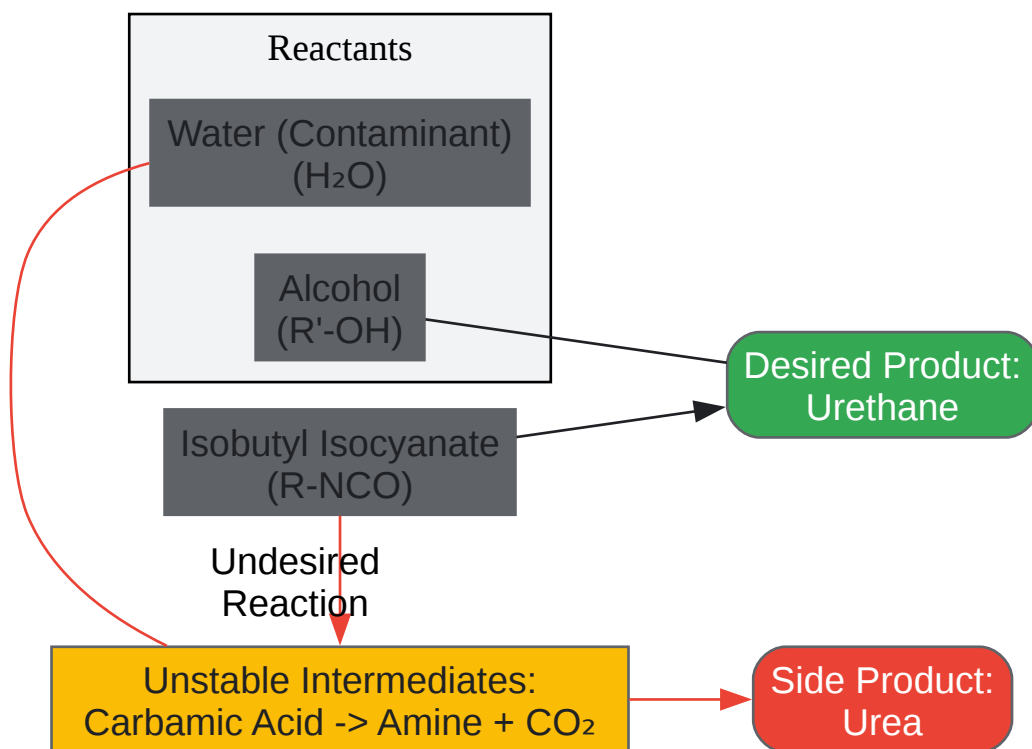 Reactants
Water (Contaminant)
(H₂O)
Alcohol
(R'-OH)
Desired Product:
Urethane
Isobutyl Isocyanate
(R-NCO)
Undesired
Reaction
Unstable Intermediates:
Carbamic Acid -> Amine + CO₂
Side Product:
Urea